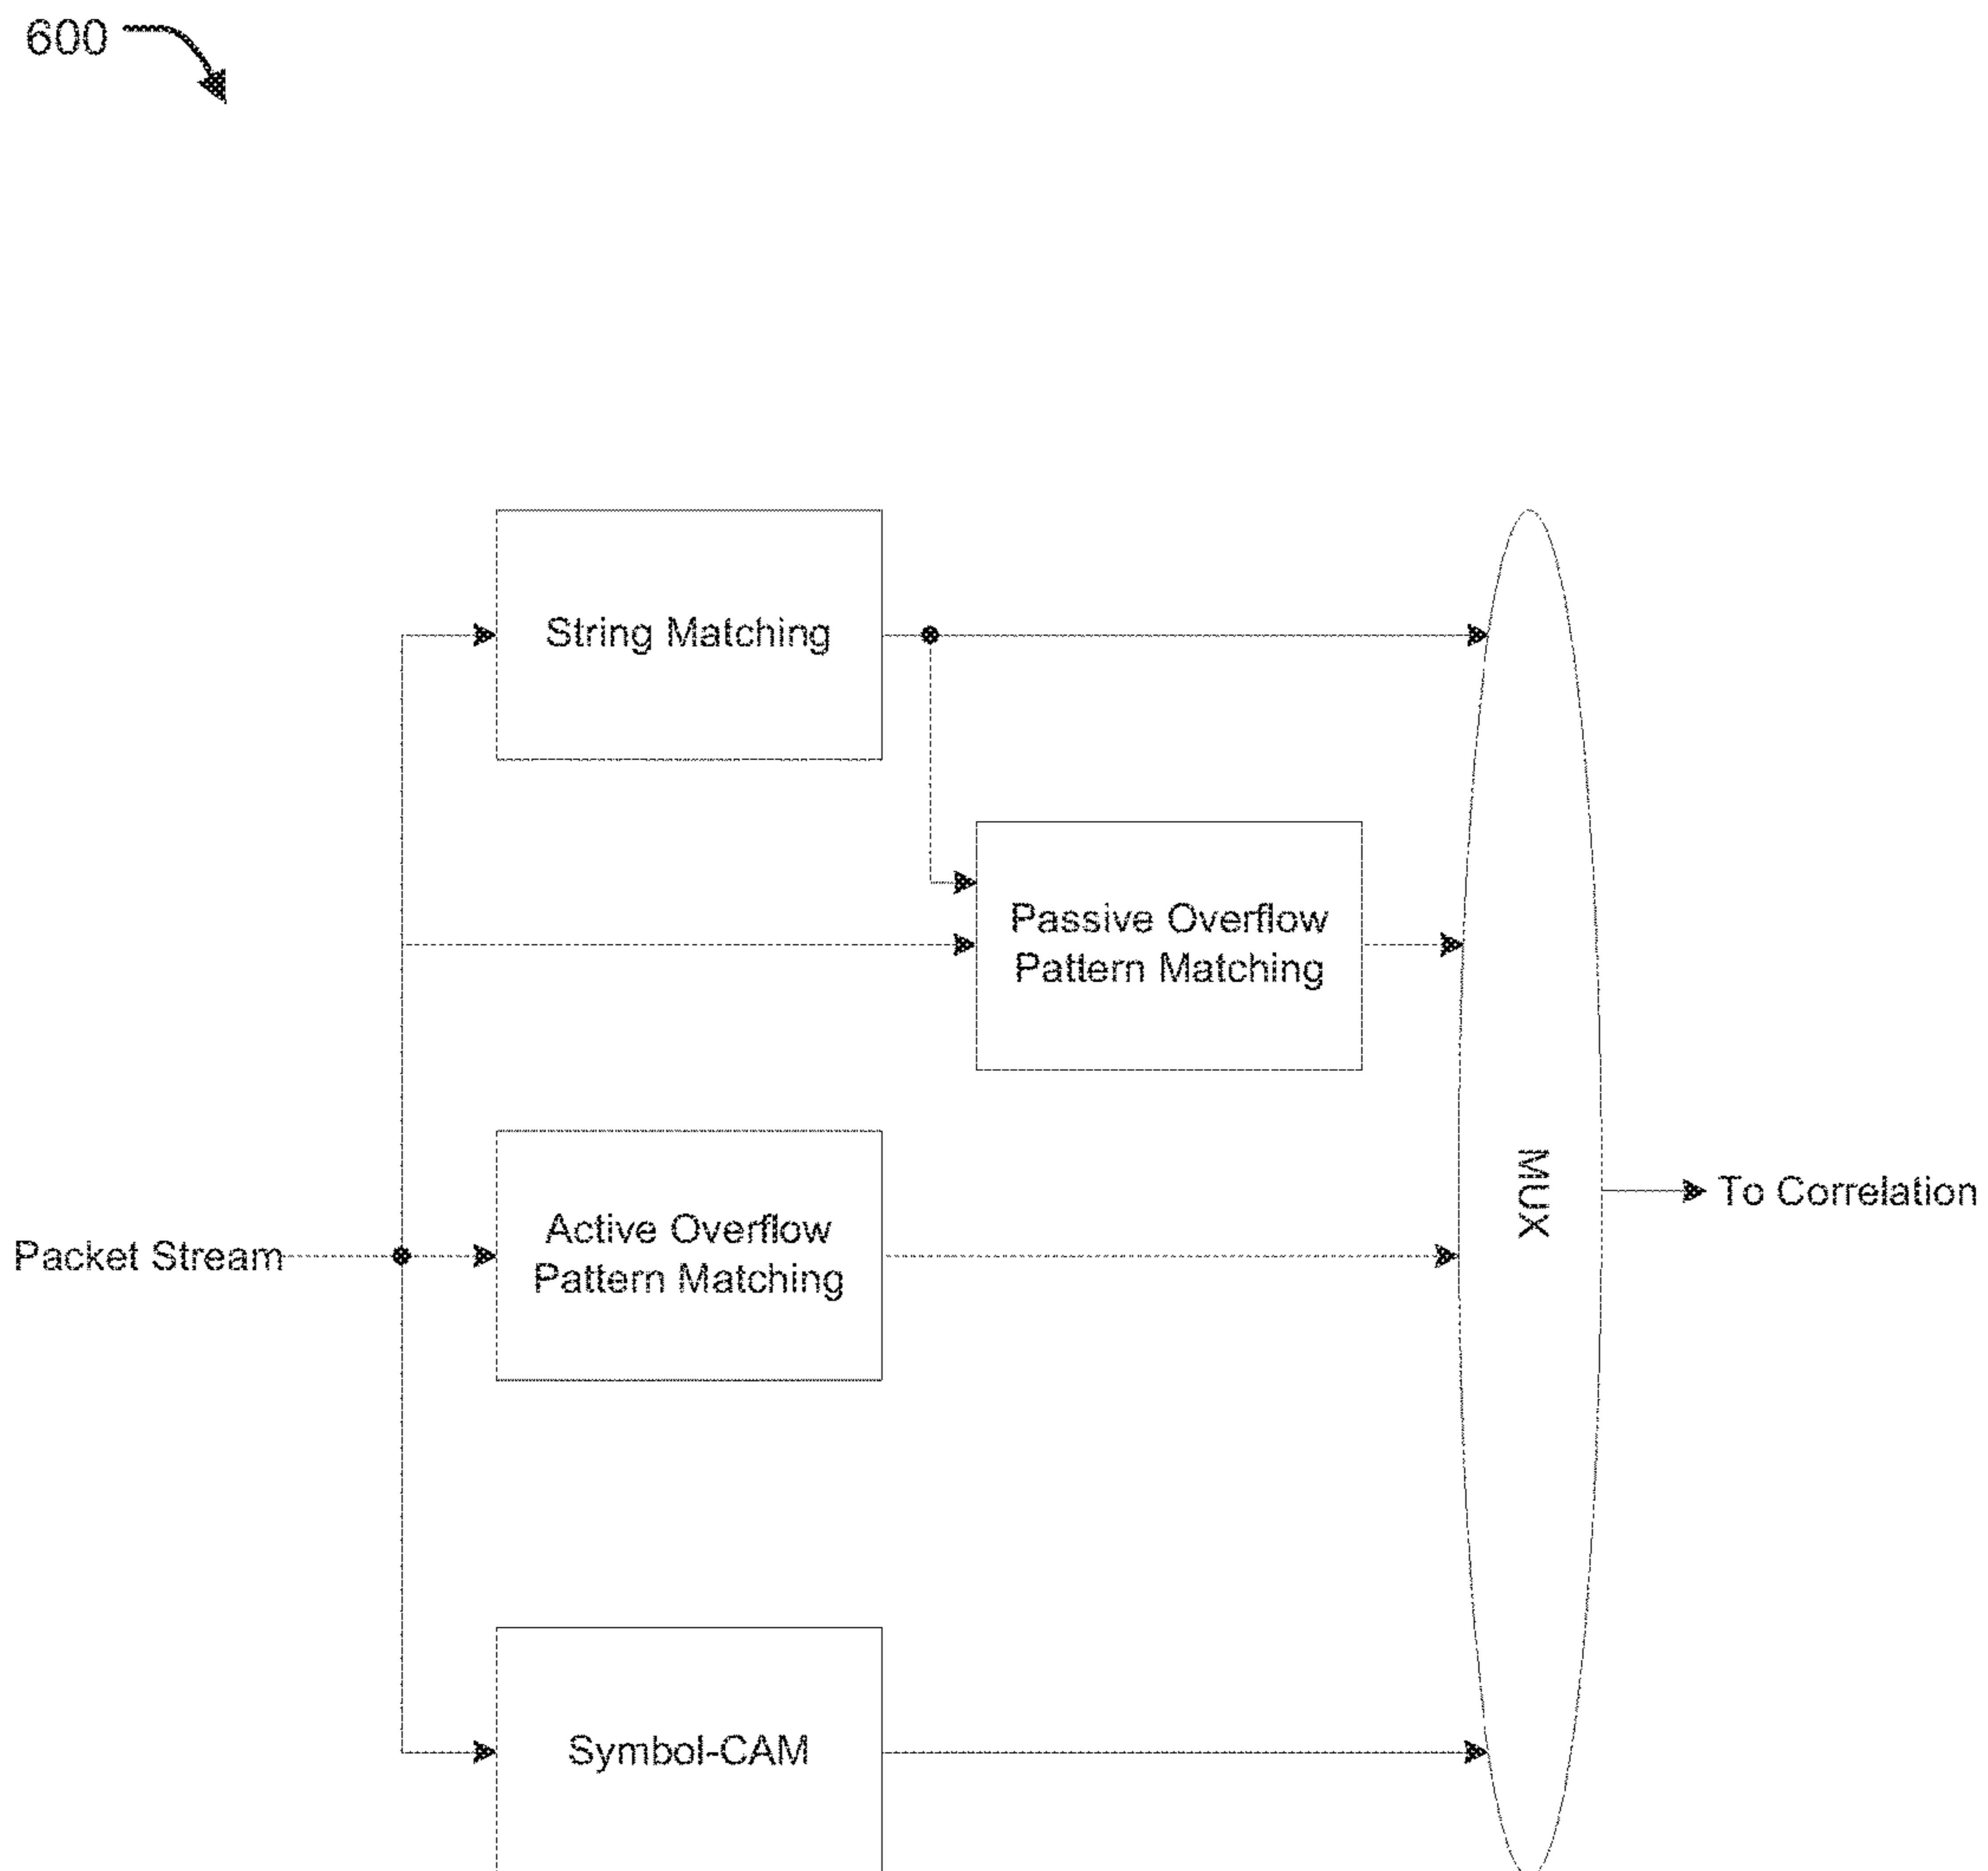 600
String Matching
Passive Overflow
Pattern Matching
Active Overflow
Pattern Matching
Packet Stream
MUX
To Correlation
Symbol-CAM